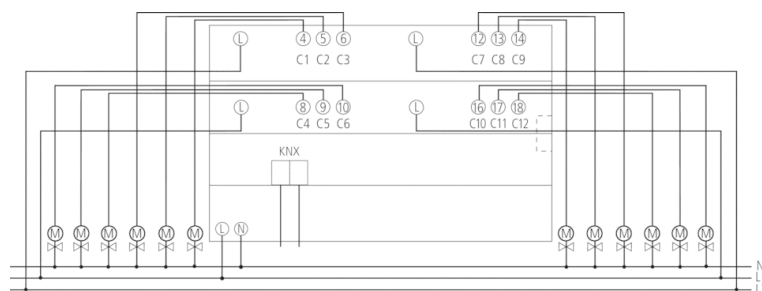 L 4 5 6 L 12 13 14
C1 C2 C3 C7 C8 C9
L 8 9 10 L 16 17 18
C4 C5 C6 C10 C11 C12
KNX
L N
M M M M M M M M M M M M
N
L
L